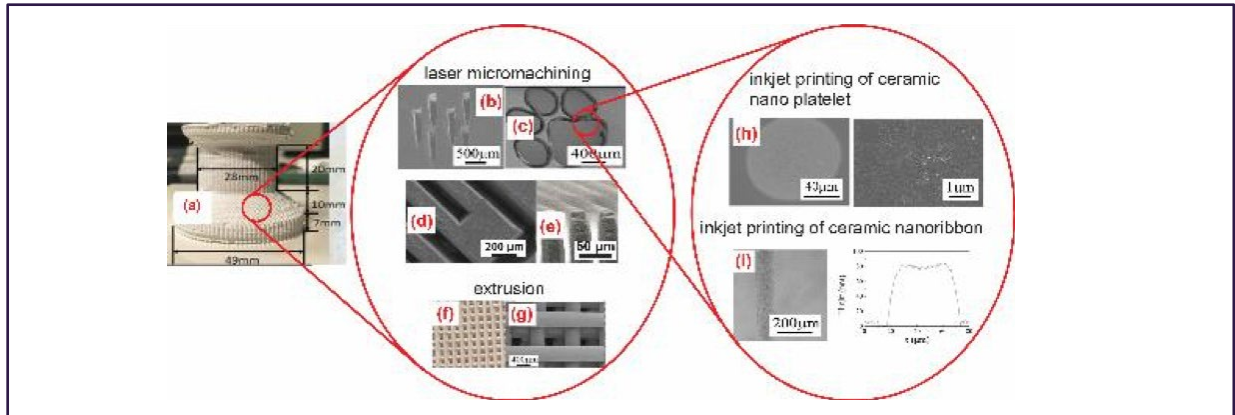 laser micromachining
(b)
(c)
500μm
400μm
(a)
28mm
20mm
10mm
7mm
49mm
(d)
(e)
200 μm
50 μm
extrusion
(f)
(g)
inkjet printing of ceramic
nano platelet
(h)
40μm
1μm
inkjet printing of ceramic nanoribbon
(i)
200μm